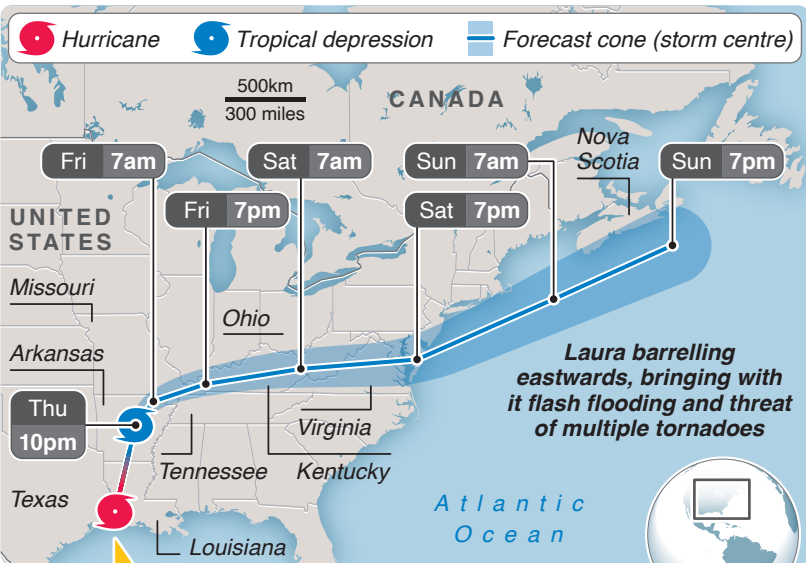 Hurricane
Tropical depression
Forecast cone (storm centre)
500km
300 miles
CANADA
Nova
Scotia
Fri 7am
Sat 7am
Sun 7am
Sun 7pm
Fri 7pm
Sat 7pm
UNITED
STATES
Missouri
Ohio
Arkansas
Laura barrelling
eastwards, bringing with
it flash flooding and threat
of multiple tornadoes
Thu
10pm
Virginia
Tennessee
Kentucky
Texas
Atlantic
Ocean
Louisiana